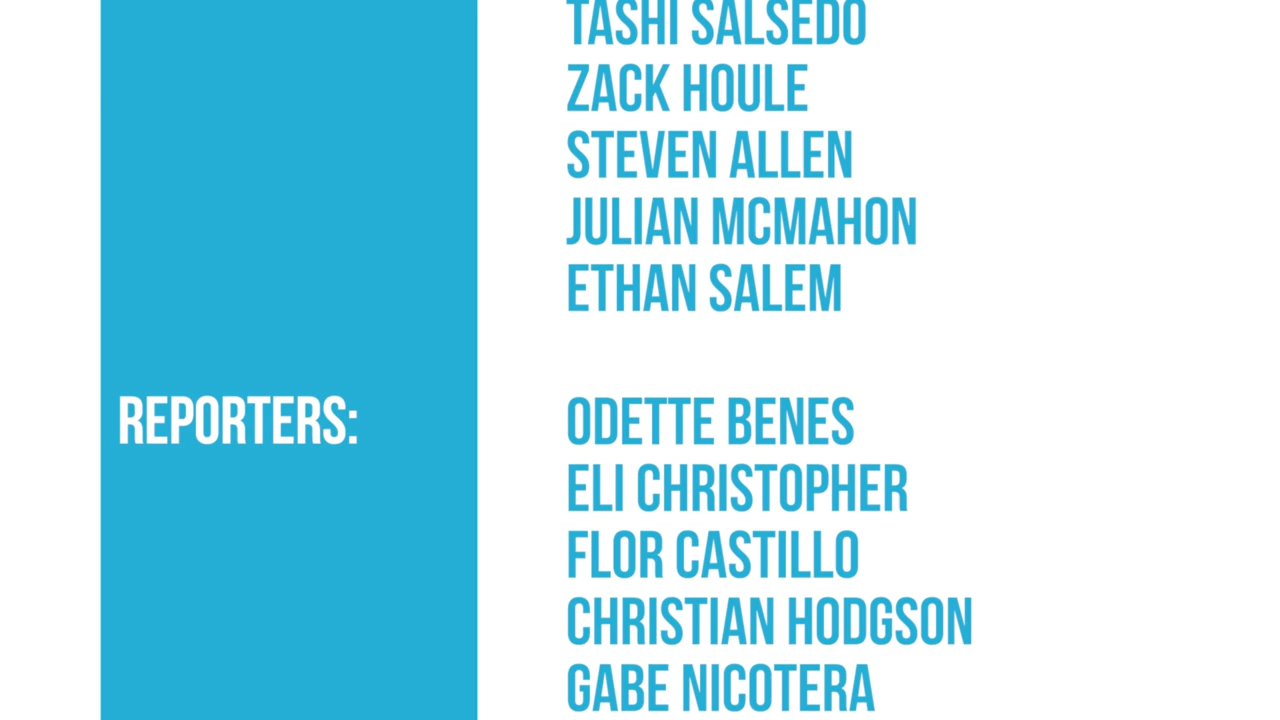 TASHI SALSEDO
ZACK HOULE
STEVEN ALLEN
JULIAN MCMAHON
ETHAN SALEM
REPORTERS: ODETTE BENES
ELI CHRISTOPHER
FLOR CASTILLO
CHRISTIAN HODGSON
GABE NICOTERA